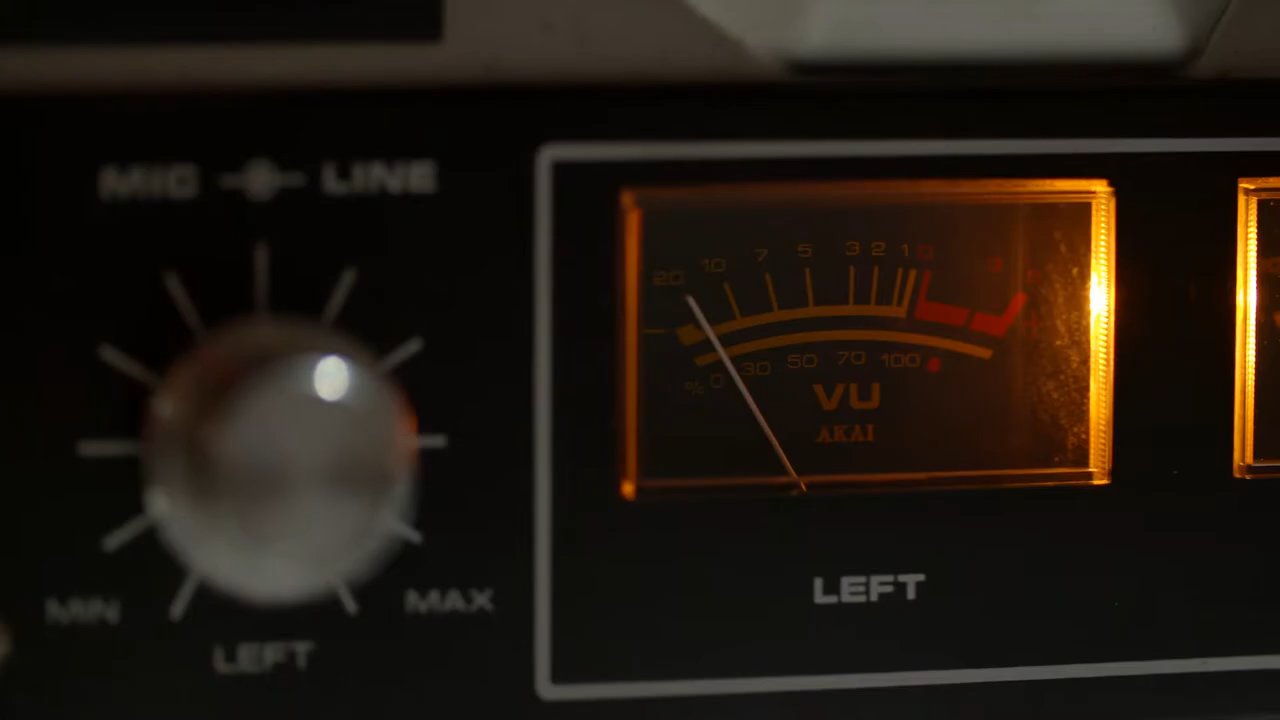 MIC LINE
20 10 7 5 3 2 1 0 3
% 0 30 50 70 100
VU
AKAI
LEFT
MIN MAX
LEFT